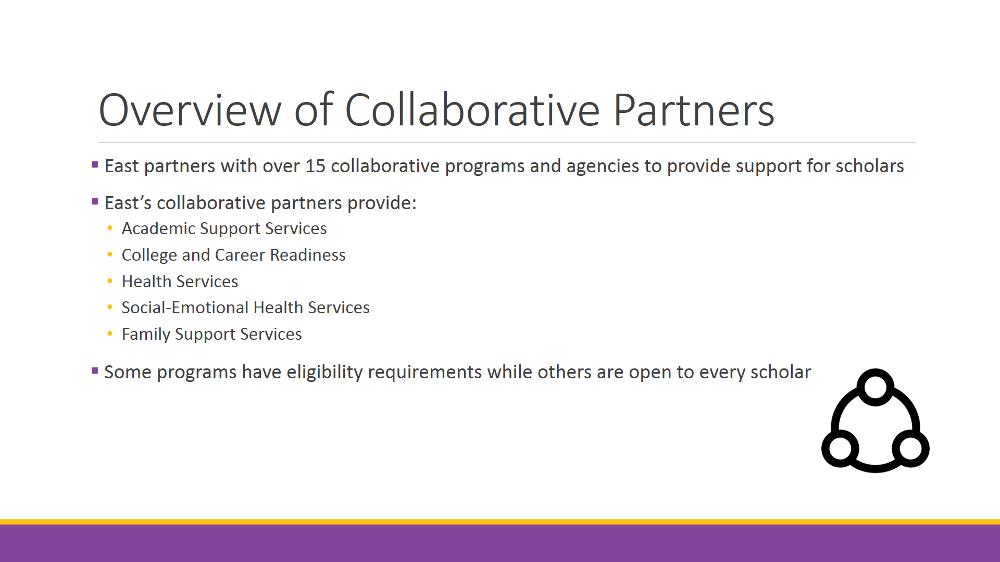 Overview of Collaborative Partners
▪ East partners with over 15 collaborative programs and agencies to provide support for scholars
▪ East’s collaborative partners provide:
• Academic Support Services
• College and Career Readiness
• Health Services
• Social-Emotional Health Services
• Family Support Services
▪ Some programs have eligibility requirements while others are open to every scholar